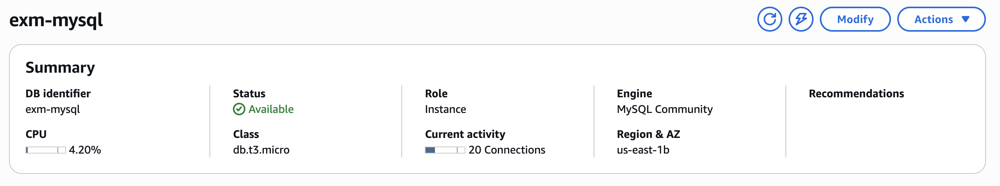 exm-mysql
Modify
Actions
Summary
DB identifier
exm-mysql
CPU
4.20%
Status
Available
Class
db.t3.micro
Role
Instance
Current activity
20 Connections
Engine
MySQL Community
Region & AZ
us-east-1b
Recommendations